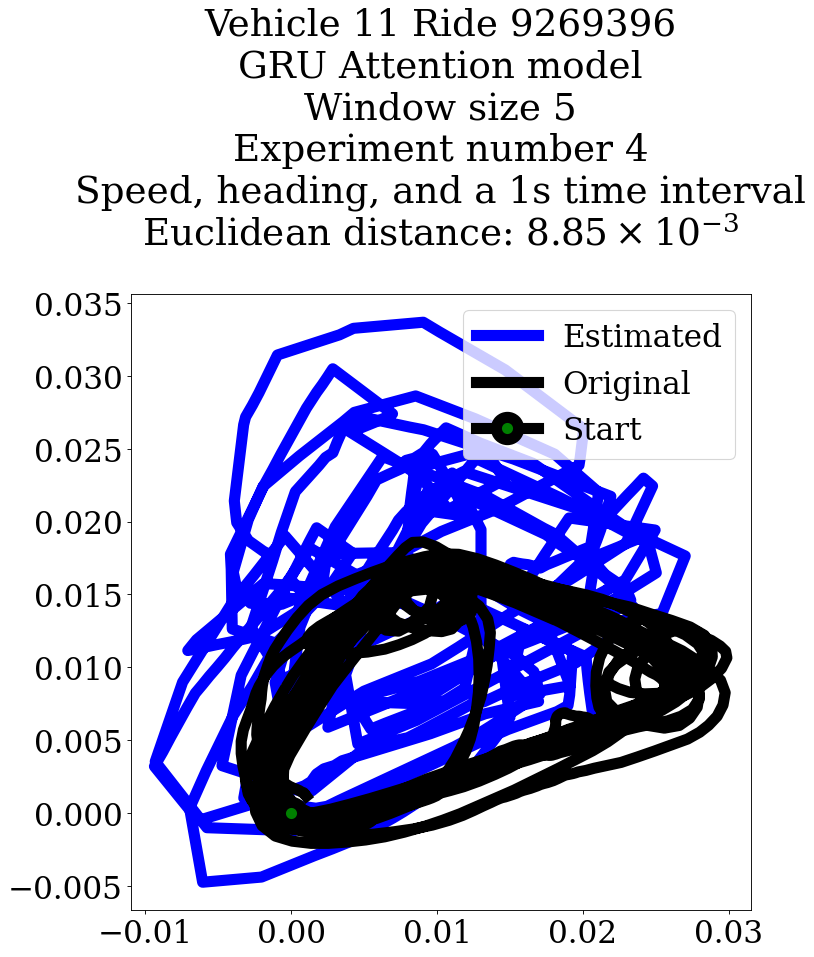 Vehicle 11 Ride 9269396
GRU Attention model
Window size 5
Experiment number 4
Speed, heading, and a 1s time interval
Euclidean distance: 8.85 × 10⁻³
0.035
0.030
0.025
0.020
0.015
0.010
0.005
0.000
−0.005
Estimated
Original
Start
−0.01 0.00 0.01 0.02 0.03